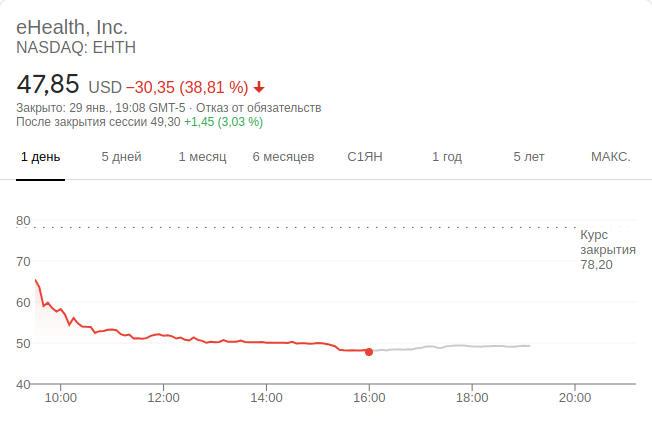 eHealth, Inc.
NASDAQ: EHTH
47,85 USD −30,35 (38,81 %)
Закрыто: 29 янв., 19:08 GMT-5 · Отказ от обязательств
После закрытия сессии 49,30 +1,45 (3,03 %)
1 день 5 дней 1 месяц 6 месяцев С1ЯН 1 год 5 лет МАКС.
80
Курс
закрытия
78,20
70
60
50
40
10:00 12:00 14:00 16:00 18:00 20:00